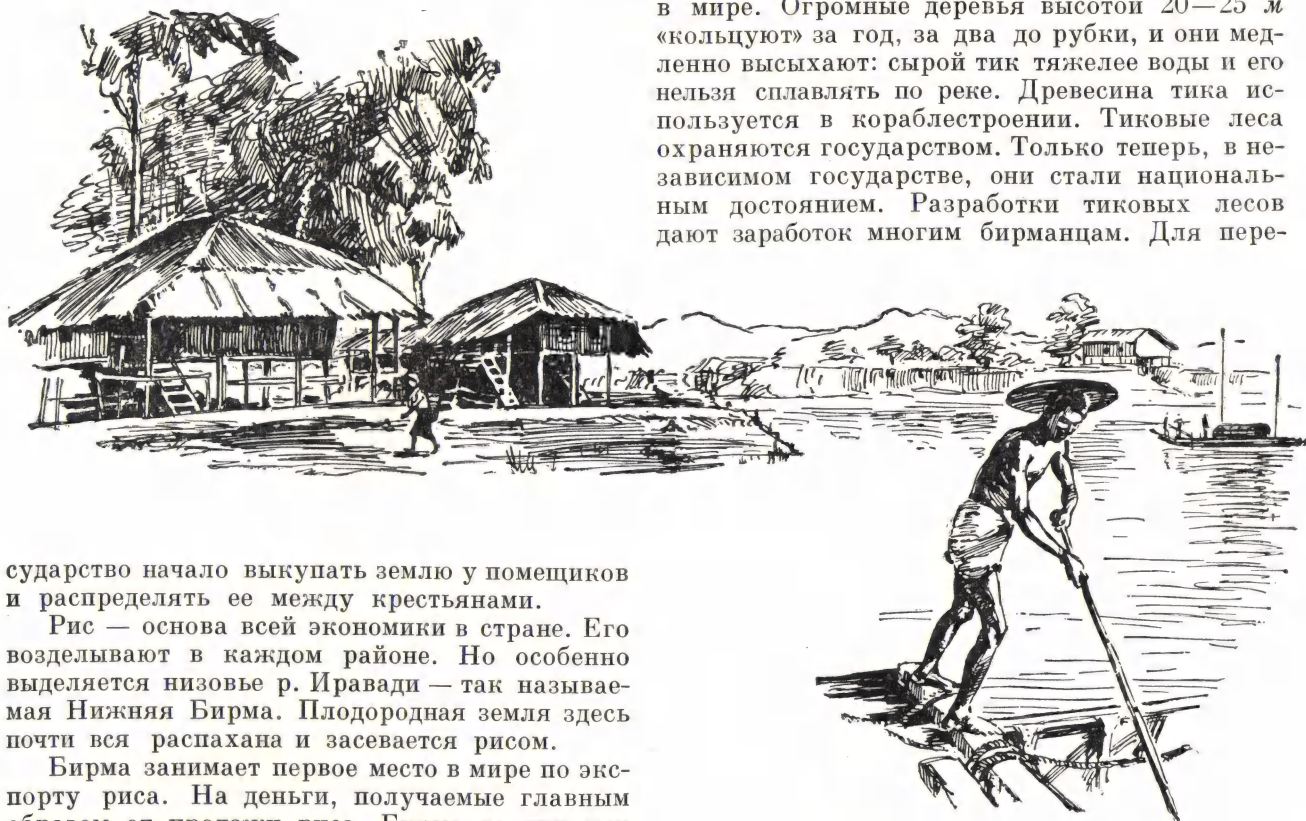 сударство начало выкупать землю у помещиков
и распределять ее между крестьянами.
Рис — основа всей экономики в стране. Его
возделывают в каждом районе. Но особенно
выделяется низовье р. Иравади — так называе-
мая Нижняя Бирма. Плодородная земля здесь
почти вся распахана и засевается рисом.
Бирма занимает первое место в мире по экс-
порту риса. На деньги, получаемые главным
в мире. Огромные деревья высотой 20—25 м
«кольцуют» за год, за два до рубки, и они мед-
ленно высыхают: сырой тик тяжелее воды и его
нельзя сплавлять по реке. Древесина тика ис-
пользуется в кораблестроении. Тиковые леса
охраняются государством. Только теперь, в не-
зависимом государстве, они стали националь-
ным достоянием. Разработки тиковых лесов
дают заработок многим бирманцам. Для пере-